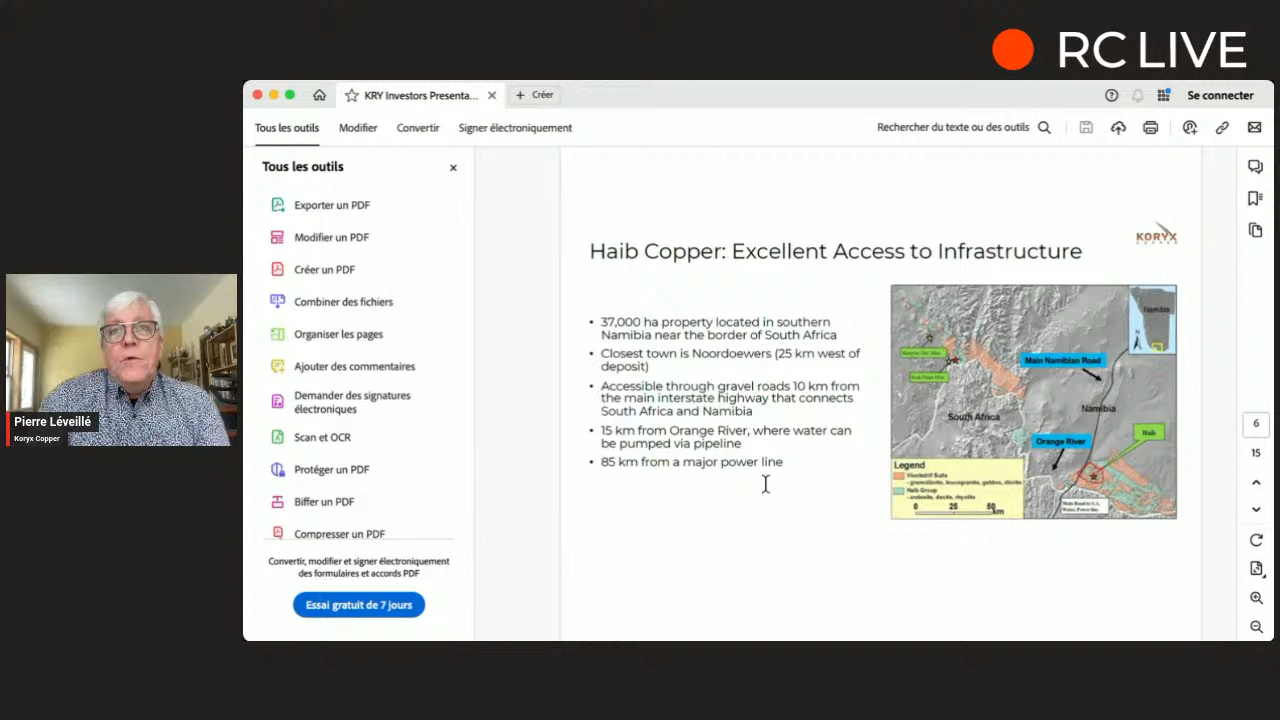 RC LIVE
KRY Investors Presenta...
Créer
Se connecter
Tous les outils
Modifier
Convertir
Signer électroniquement
Rechercher du texte ou des outils
Tous les outils
Exporter un PDF
Modifier un PDF
Créer un PDF
Combiner des fichiers
Organiser les pages
Ajouter des commentaires
Demander des signatures
électroniques
Scan et OCR
Protéger un PDF
Biffer un PDF
Compresser un PDF
Convertir, modifier et signer électroniquement
des formulaires et accords PDF
Essai gratuit de 7 jours
KORYX
COPPER
Haib Copper: Excellent Access to Infrastructure
• 37,000 ha property located in southern
Namibia near the border of South Africa
• Closest town is Noordoewers (25 km west of
deposit)
• Accessible through gravel roads 10 km from
the main interstate highway that connects
South Africa and Namibia
• 15 km from Orange River, where water can
be pumped via pipeline
• 85 km from a major power line
Namibia
N
Main Namibian Road
South Africa
Namibia
Orange River
Haib
Legend
Haib Group
0 25 50
km
6
15
Pierre Léveillé
Koryx Copper